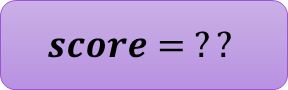 score = ? ?